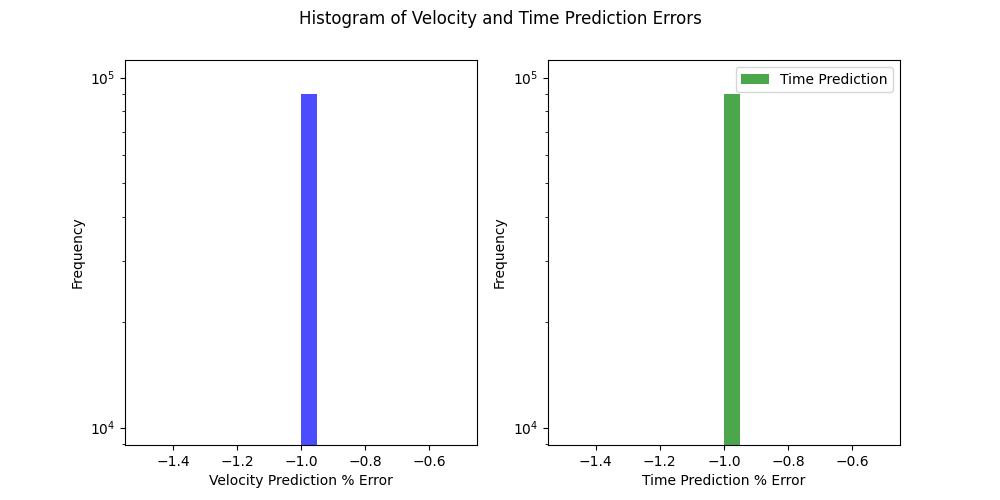 Histogram of Velocity and Time Prediction Errors
10^5
10^4
Frequency
−1.4 −1.2 −1.0 −0.8 −0.6
Velocity Prediction % Error
Time Prediction
10^5
10^4
Frequency
−1.4 −1.2 −1.0 −0.8 −0.6
Time Prediction % Error